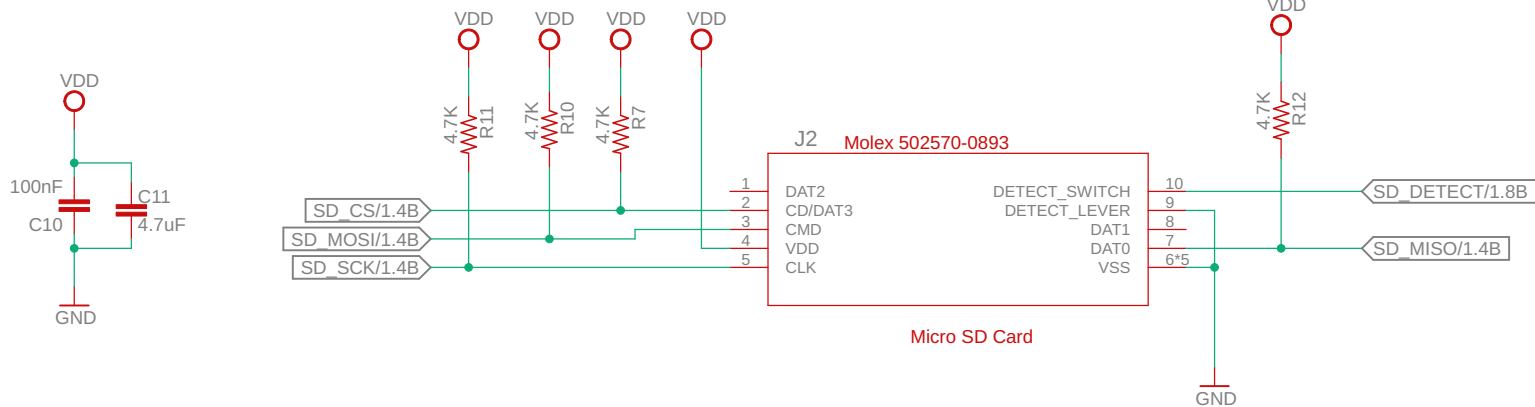 VDD
VDD
VDD
VDD
VDD
VDD
4.7K
R11
4.7K
R10
4.7K
R7
4.7K
R12
100nF
C10
C11
4.7uF
GND
J2
Molex 502570-0893
SD_CS/1.4B
SD_MOSI/1.4B
SD_SCK/1.4B
1
DAT2
2
CD/DAT3
3
CMD
4
VDD
5
CLK
DETECT_SWITCH
10
DETECT_LEVER
9
DAT1
8
DAT0
7
VSS
6*5
SD_DETECT/1.8B
SD_MISO/1.4B
Micro SD Card
GND